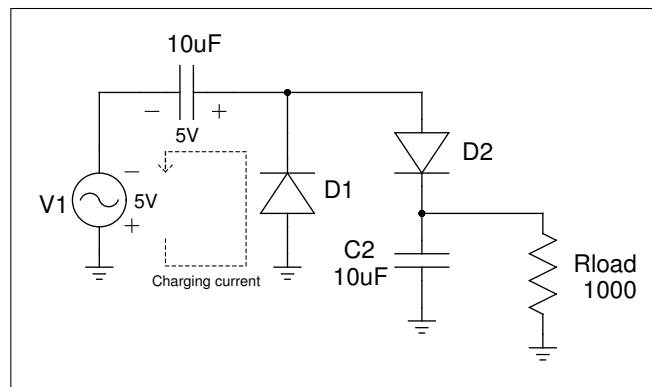 10uF
− +
5V
−
V1 5V
+
D1
D2
C2
10uF
Rload
1000
Charging current